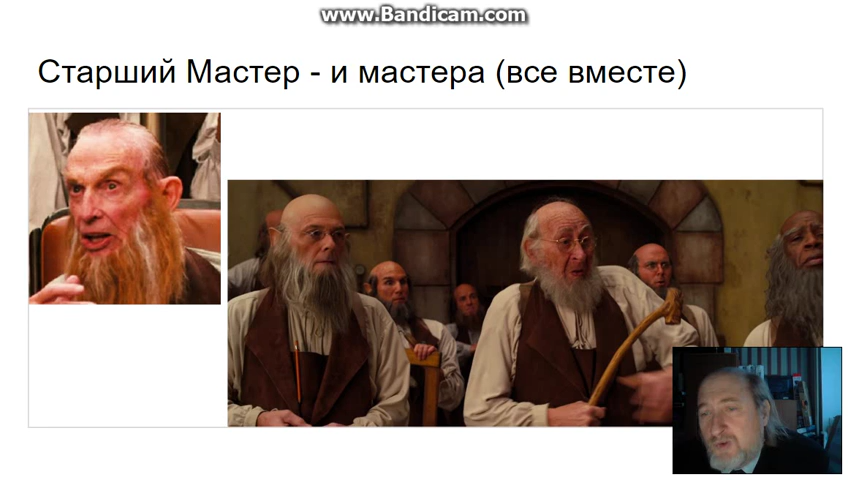 www.Bandicam.com
Старший Мастер - и мастера (все вместе)